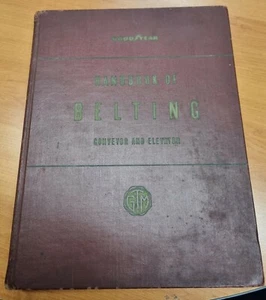 GOODYEAR
HANDBOOK OF
BELTING
CONVEYOR AND ELEVATOR
GTM